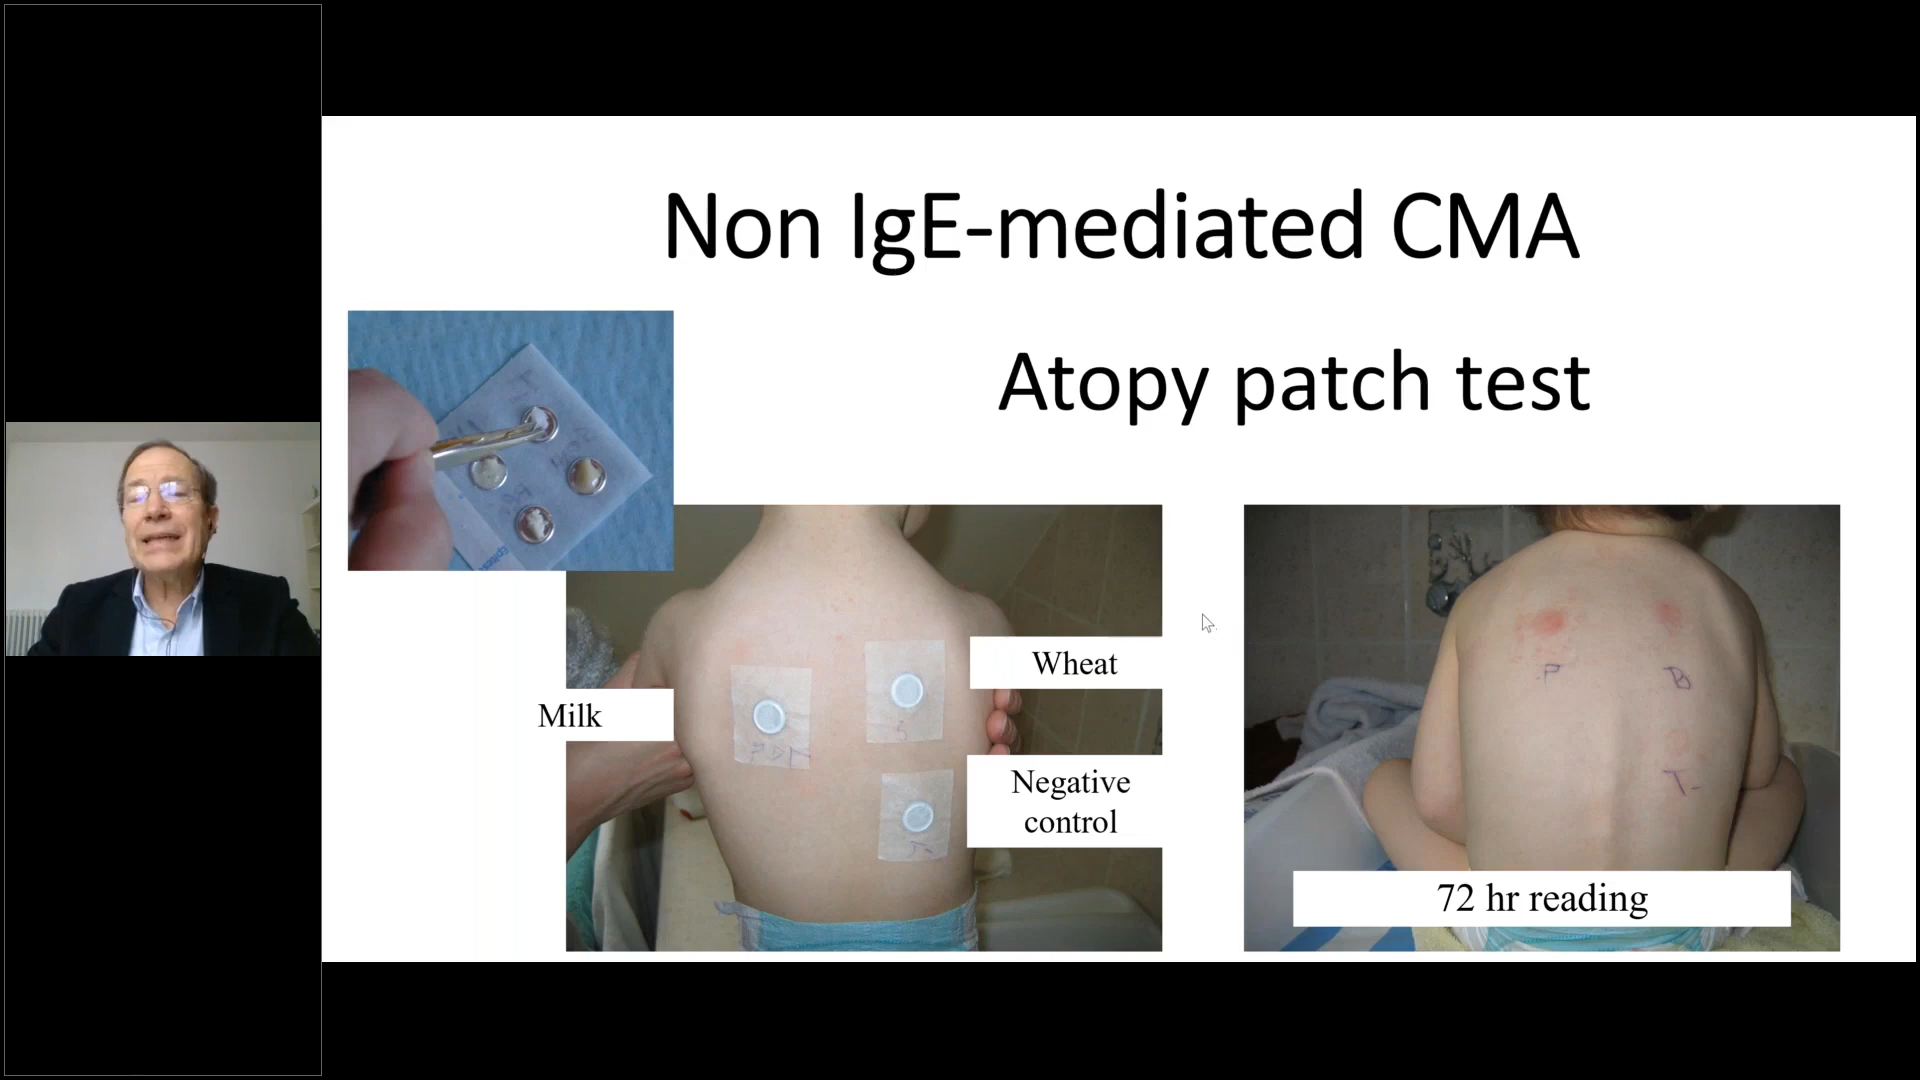 Non IgE-mediated CMA
Atopy patch test
Milk
Wheat
Negative
control
72 hr reading